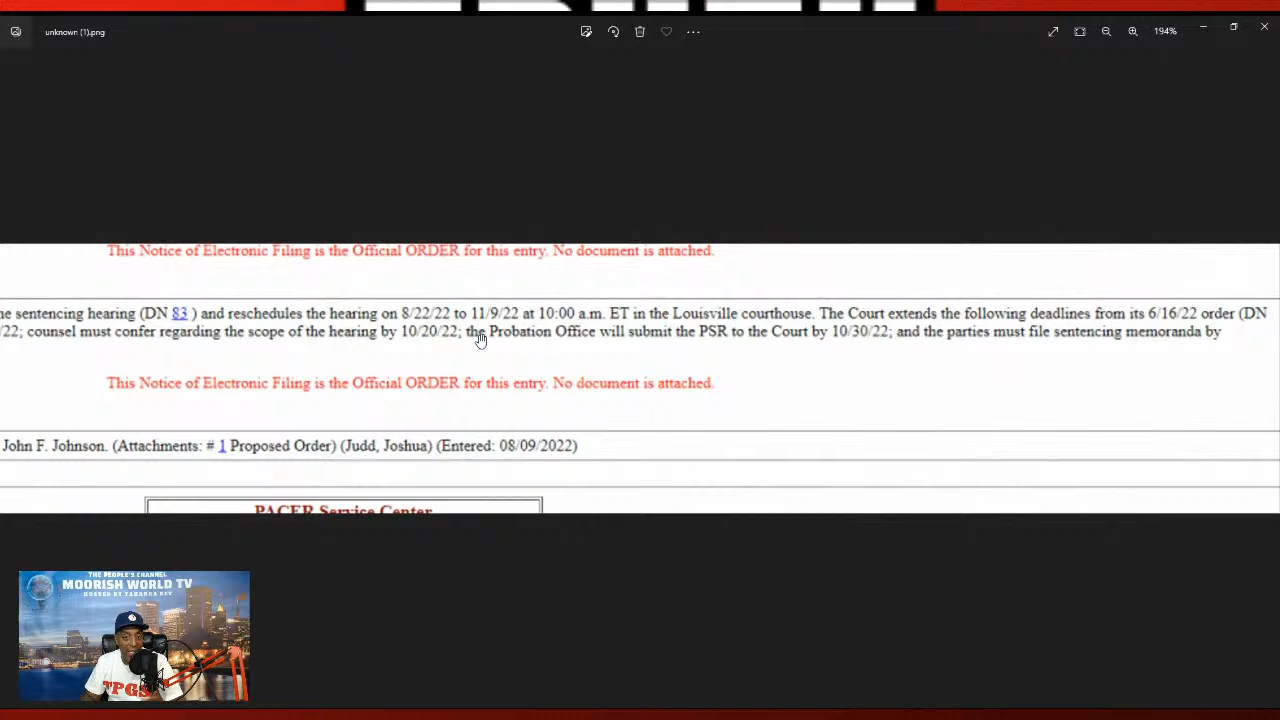 unknown (1).png
194%
This Notice of Electronic Filing is the Official ORDER for this entry. No document is attached.
he sentencing hearing (DN 83 ) and reschedules the hearing on 8/22/22 to 11/9/22 at 10:00 a.m. ET in the Louisville courthouse. The Court extends the following deadlines from its 6/16/22 order (DN
/22; counsel must confer regarding the scope of the hearing by 10/20/22; the Probation Office will submit the PSR to the Court by 10/30/22; and the parties must file sentencing memoranda by
This Notice of Electronic Filing is the Official ORDER for this entry. No document is attached.
John F. Johnson. (Attachments: # 1 Proposed Order) (Judd, Joshua) (Entered: 08/09/2022)
PACER Service Center
THE PEOPLE'S CHANNEL
MOORISH WORLD TV
HOSTED BY TAHARKA BEY
TPGS